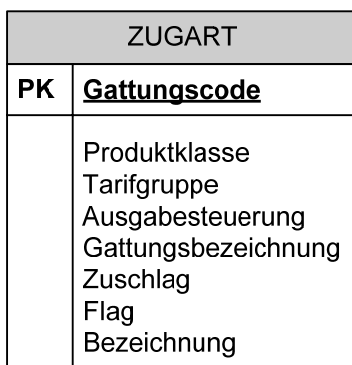 ZUGART
PK Gattungscode
Produktklasse
Tarifgruppe
Ausgabesteuerung
Gattungsbezeichnung
Zuschlag
Flag
Bezeichnung